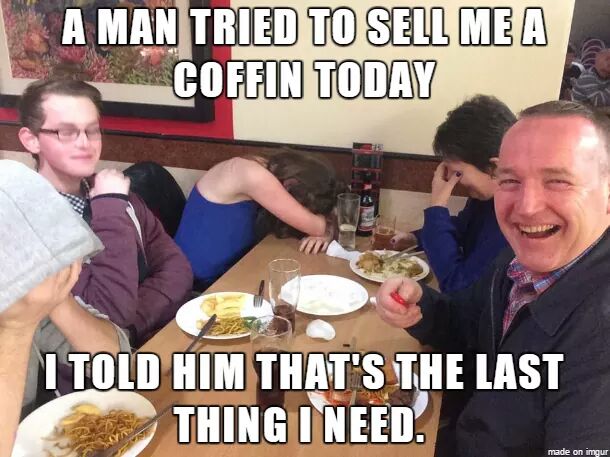 A MAN TRIED TO SELL ME A
COFFIN TODAY
I TOLD HIM THAT'S THE LAST
THING I NEED.
made on imgur